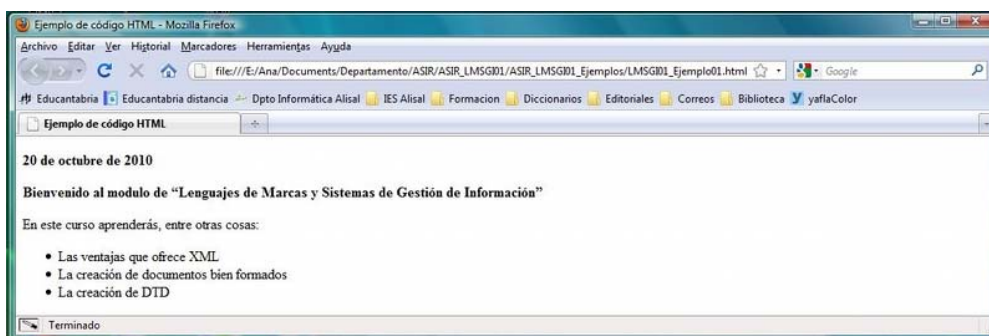 Ejemplo de código HTML - Mozilla Firefox
Archivo Editar Ver Historial Marcadores Herramientas Ayuda
file:///E:/Ana/Documents/Departamento/ASIR/ASIR_LMSGI01/ASIR_LMSGI01_Ejemplos/LMSGI01_Ejemplo01.html Google
Educantabria Educantabria distancia Dpto Informática Alisal IES Alisal Formacion Diccionarios Editoriales Correos Biblioteca yaflaColor
Ejemplo de código HTML
20 de octubre de 2010
Bienvenido al modulo de “Lenguajes de Marcas y Sistemas de Gestión de Información”
En este curso aprenderás, entre otras cosas:
• Las ventajas que ofrece XML
• La creación de documentos bien formados
• La creación de DTD
Terminado